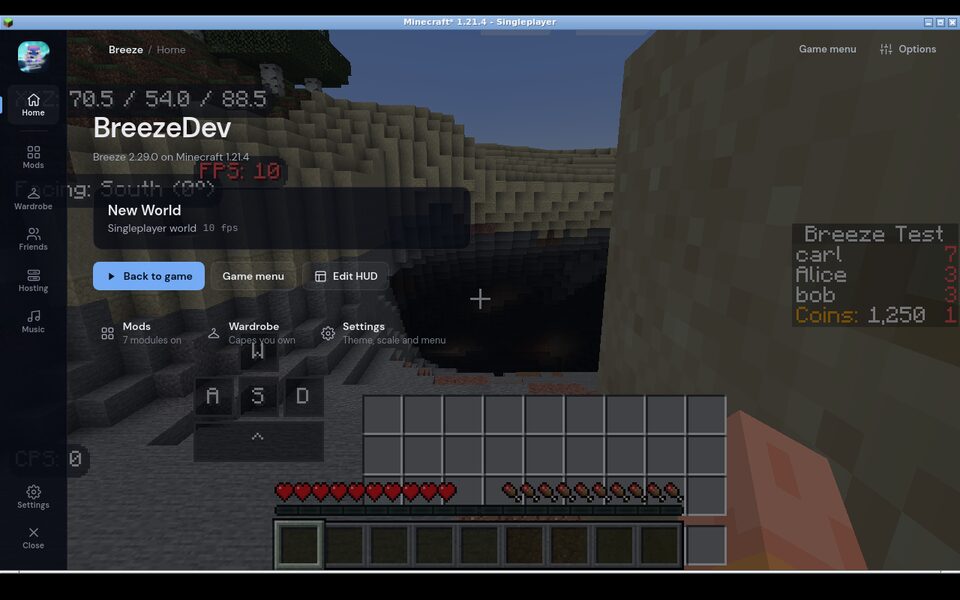 Minecraft* 1.21.4 - Singleplayer
Breeze / Home
Game menu
Options
Home
70.5 / 54.0 / 88.5
BreezeDev
Breeze 2.29.0 on Minecraft 1.21.4
FPS: 10
Mods
Facing: South (0°)
Wardrobe
New World
Singleplayer world 10 fps
Friends
Breeze Test
carl 7
Alice 3
bob 3
Coins: 1,250 1
Hosting
Back to game
Game menu
Edit HUD
Music
Mods
7 modules on
Wardrobe
Capes you own
Settings
Theme, scale and menu
W
A S D
^
CPS: 0
Settings
Close